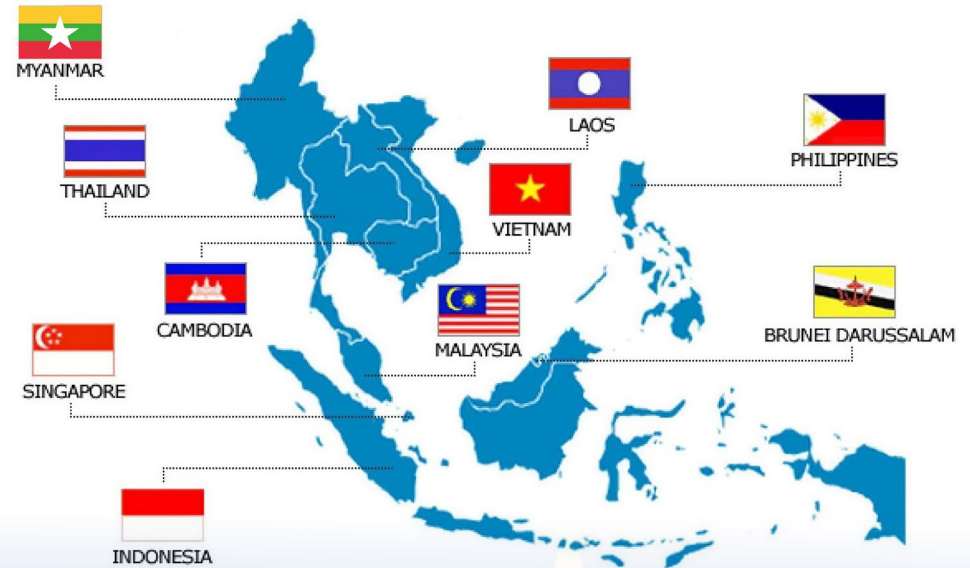 MYANMAR
LAOS
PHILIPPINES
THAILAND
VIETNAM
CAMBODIA
BRUNEI DARUSSALAM
MALAYSIA
SINGAPORE
INDONESIA